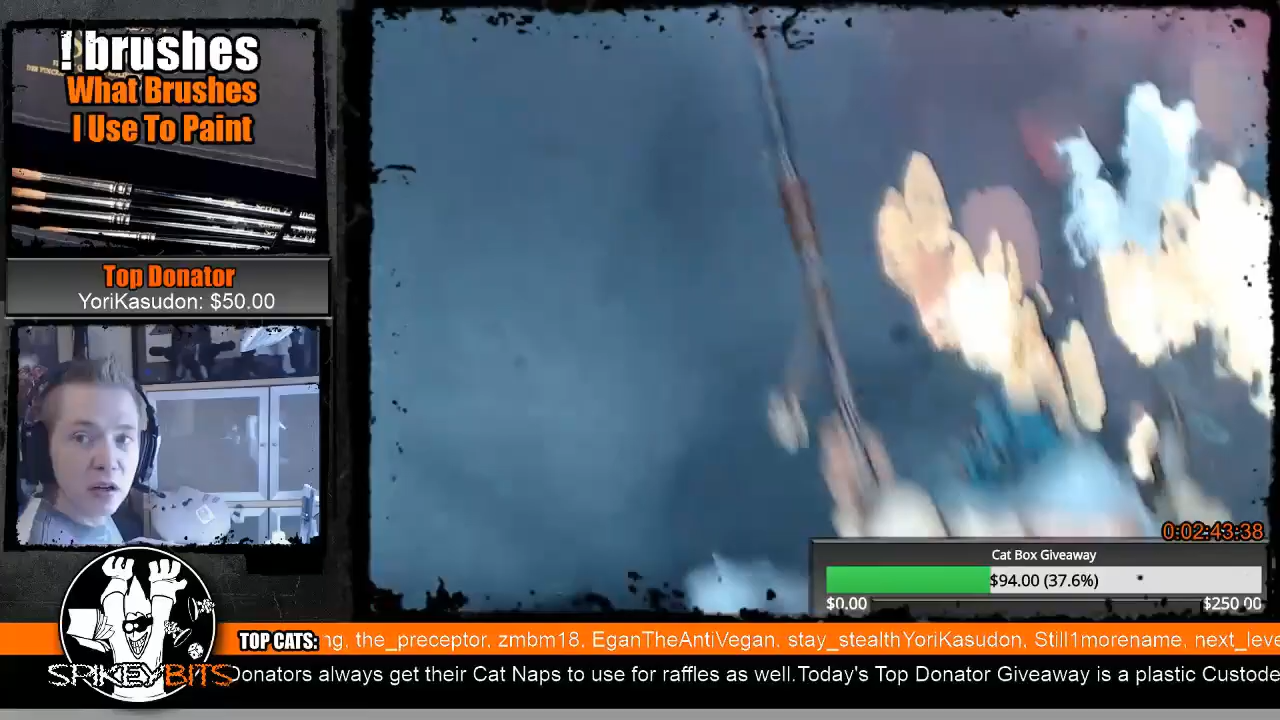 !brushes
What Brushes
I Use To Paint
Top Donator
YoriKasudon: $50.00
0:02:43:38
Cat Box Giveaway
$94.00 (37.6%)
$0.00 $250.00
TOP CATS: ng, the_preceptor, zmbm18, EganTheAntiVegan, stay_stealthYoriKasudon, Still1morename, next_leve
SPIKEYBITS
Donators always get their Cat Naps to use for raffles as well.Today's Top Donator Giveaway is a plastic Custode